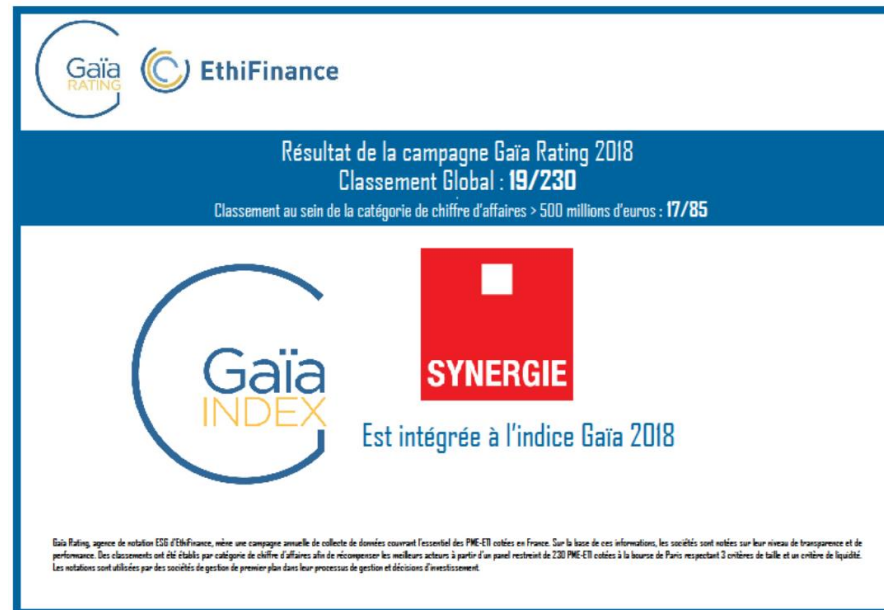 Gaïa
RATING
EthiFinance
Résultat de la campagne Gaïa Rating 2018
Classement Global : 19/230
Classement au sein de la catégorie de chiffre d'affaires > 500 millions d'euros : 17/85
Gaïa
INDEX
SYNERGIE
Est intégrée à l'indice Gaïa 2018
Gaïa Rating, agence de notation ESG d'EthiFinance, mène une campagne annuelle de collecte de données couvrant l'essentiel des PME-ETI cotées en France. Sur la base de ces informations, les sociétés sont notées sur leur niveau de transparence et de
performance. Des classements ont été établis par catégorie de chiffre d'affaires afin de récompenser les meilleurs acteurs à partir d'un panel restreint de 230 PME-ETI cotées à la bourse de Paris respectant 3 critères de taille et un critère de liquidité.
Les notations sont utilisées par des sociétés de gestion de premier plan dans leur processus de gestion et décisions d'investissement.